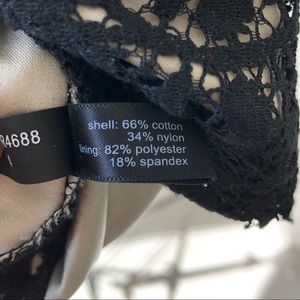 4688
shell: 66% cotton
34% nylon
lining: 82% polyester
18% spandex